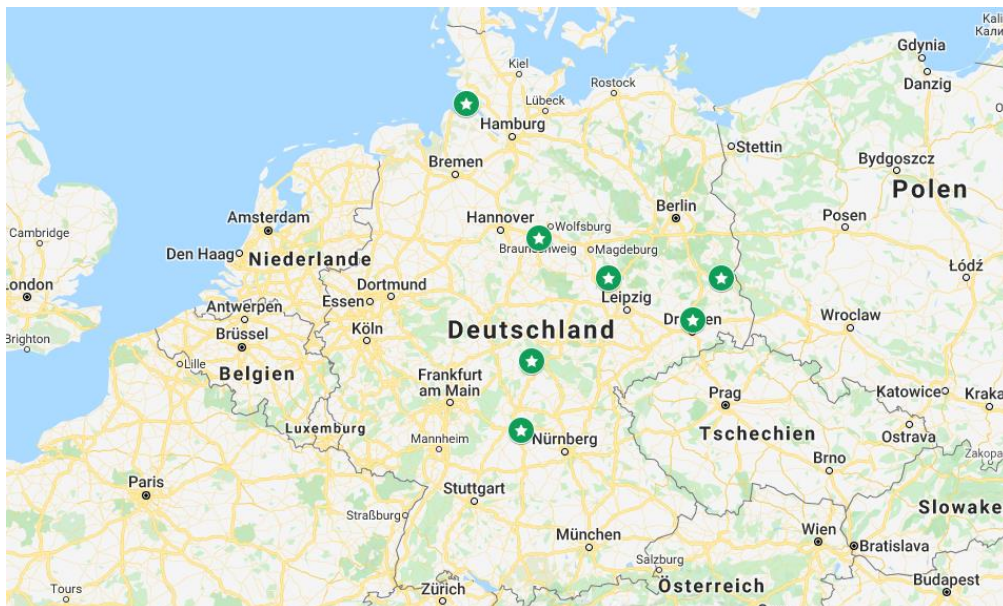 Kali
Кали
Gdynia
Danzig
Kiel
Rostock
Lübeck
Hamburg
Stettin
Bremen
Bydgoszcz
Polen
Berlin
Cambridge
Amsterdam
Hannover
Wolfsburg
Posen
Den Haag
Niederlande
Magdeburg
Łódź
London
Dortmund
Essen
Leipzig
Antwerpen
Wroclaw
Brighton
Brüssel
Köln
Deutschland
Lille
Belgien
Frankfurt
am Main
Prag
Katowice
Kraka
Luxemburg
Mannheim
Nürnberg
Tschechien
Ostrava
Zakopa
Brno
Paris
Stuttgart
Slowake
Straßburg
München
Wien
Bratislava
Salzburg
Österreich
Budapest
Tours
Zürich